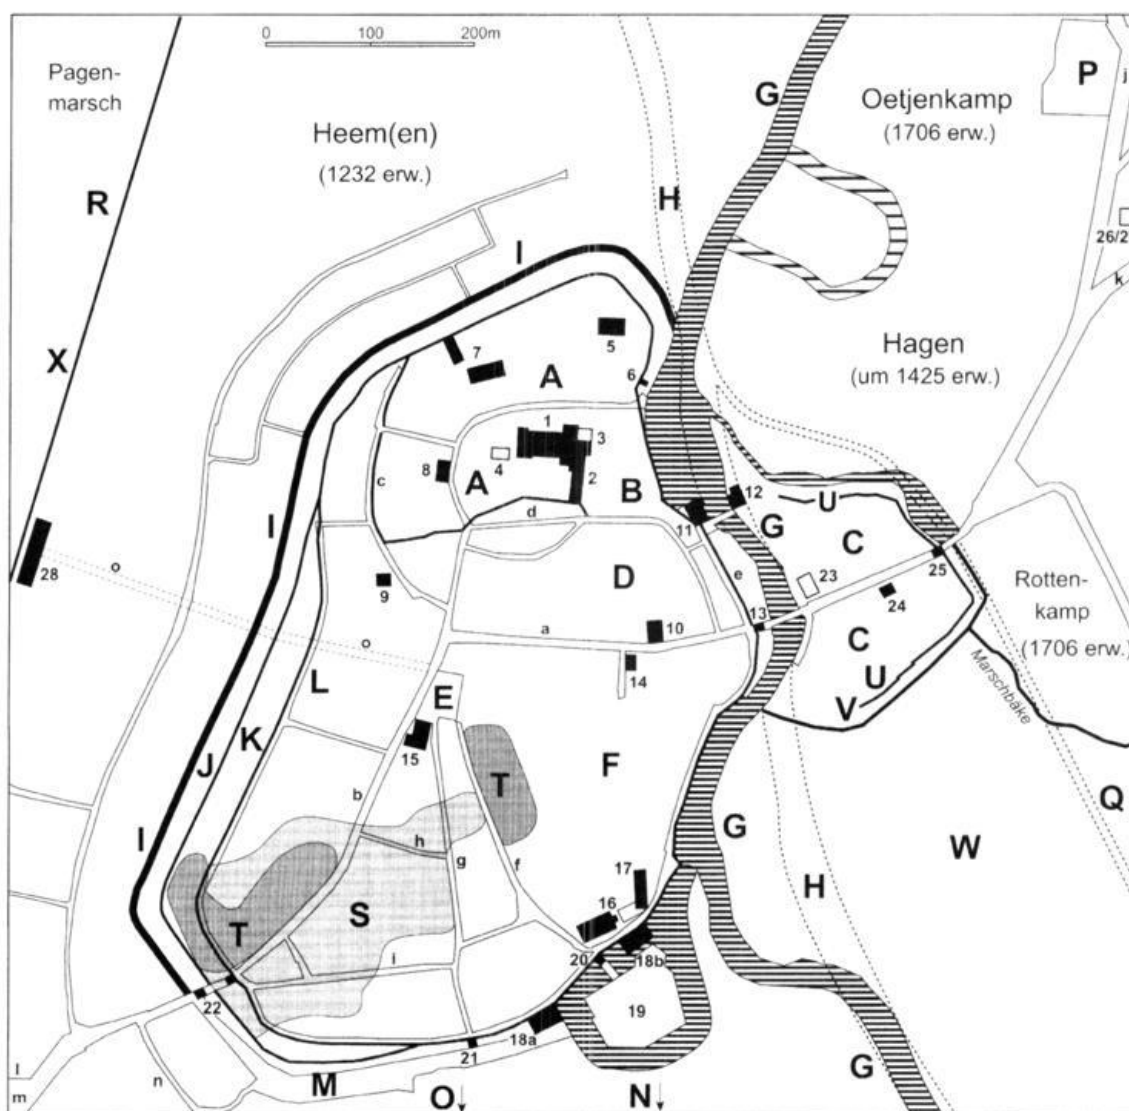 0 100 200m
Pagen-
marsch
G
Oetjenkamp
(1706 erw.)
P
j
Heem(en)
(1232 erw.)
R
H
26/2
k
I
X
Hagen
(um 1425 erw.)
5
7
A
6
1
3
8
4
A
2
B
c
d
12
U
11
G
C
I
28
o
D
e
23
25
9
24
Rotten-
kamp
(1706 erw.)
a
10
13
o
14
C
L
E
U
V
Marschbäke
K
J
15
T
F
b
G
Q
I
h
g
f
W
17
16
H
S
T
i
20
18b
22
19
18a
21
G
l
m
n
M
O
N